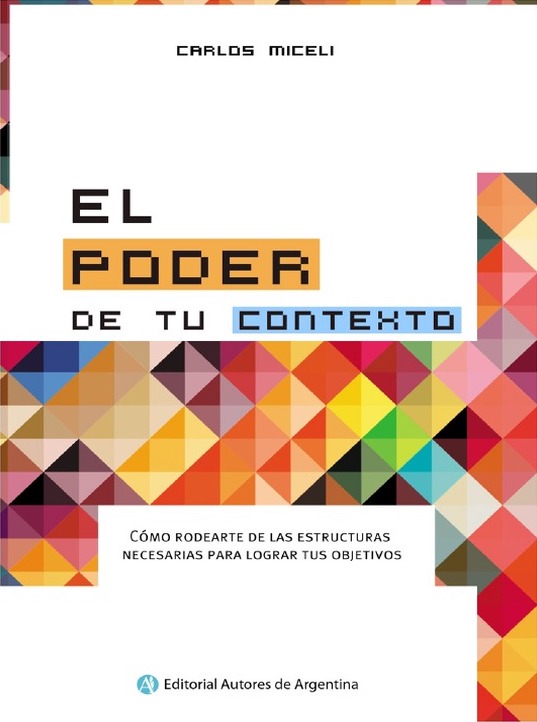 CARLOS MICELI
EL
PODER
DE TU CONTEXTO
CÓMO RODEARTE DE LAS ESTRUCTURAS
NECESARIAS PARA LOGRAR TUS OBJETIVOS
Editorial Autores de Argentina